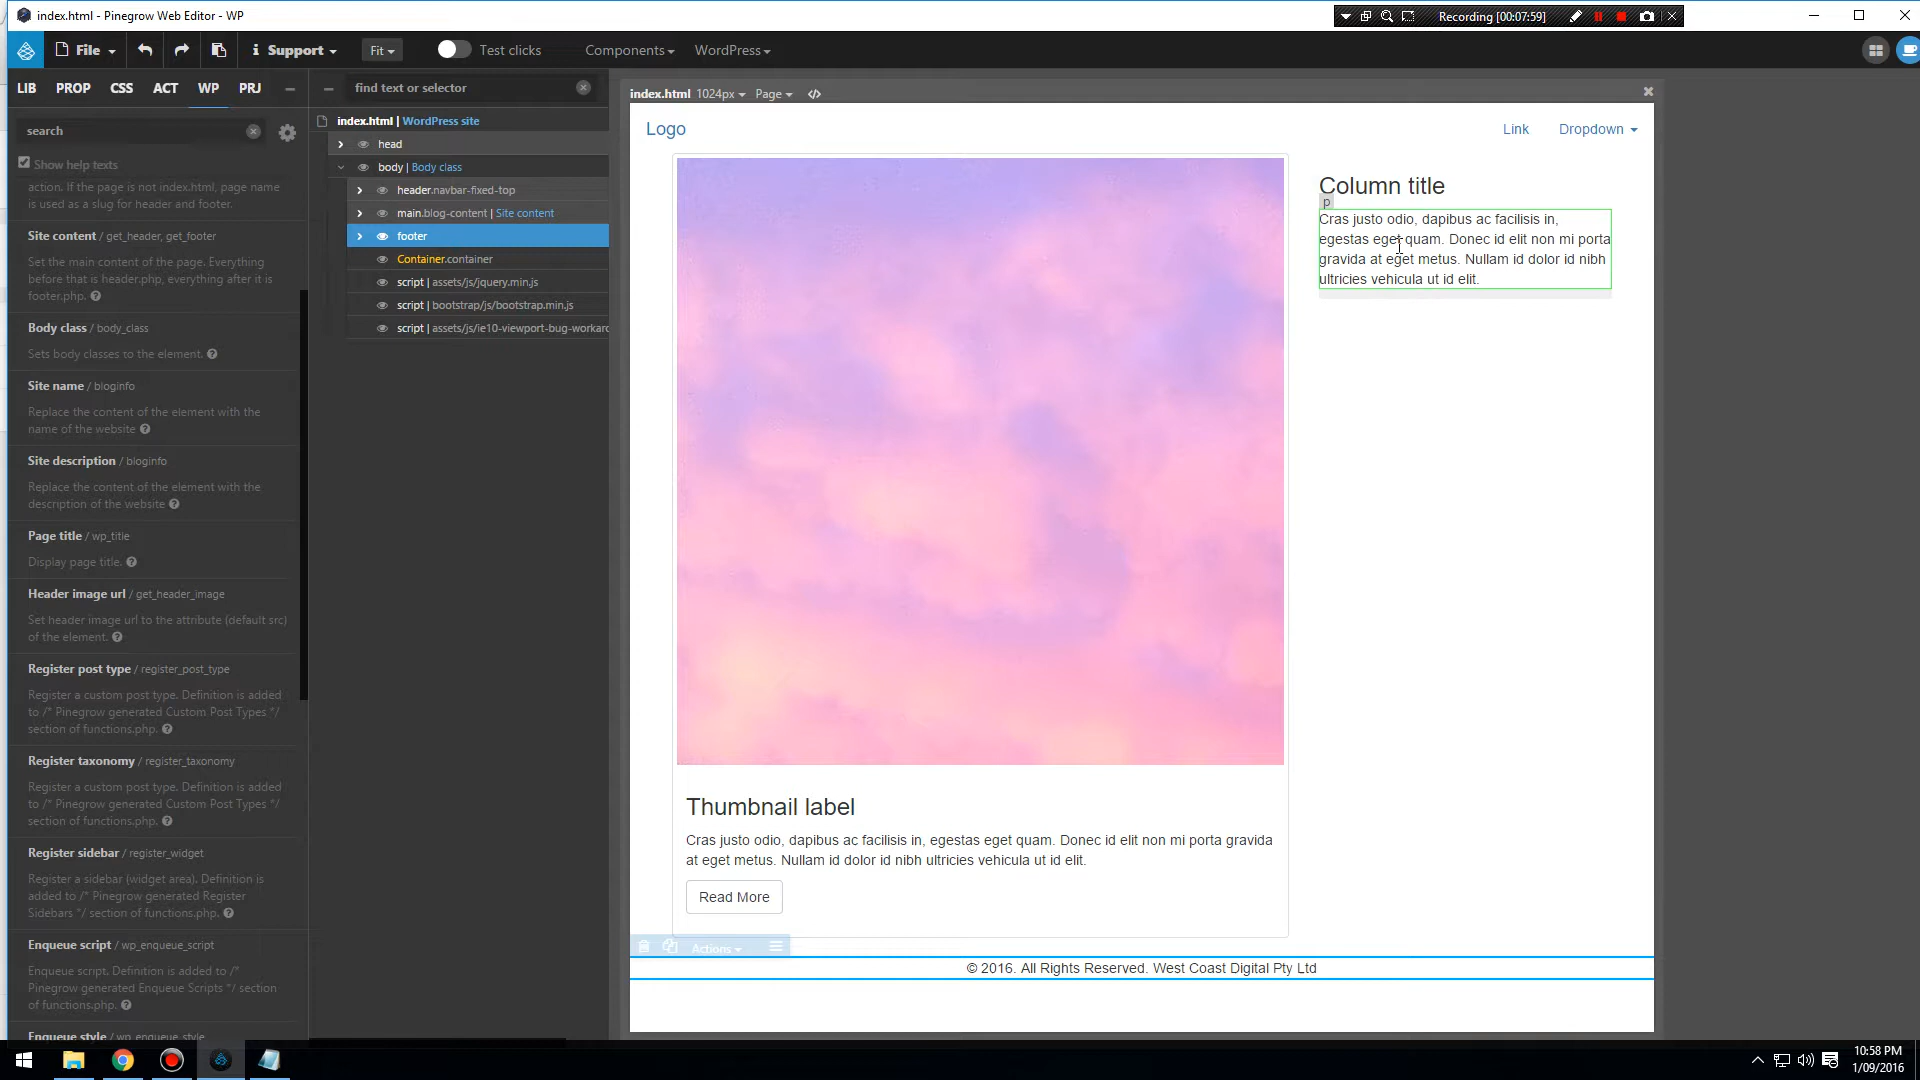 index.html - Pinegrow Web Editor - WP
Recording [00:07:59]
File
Support
Fit
Test clicks
Components
WordPress
LIB PROP CSS ACT WP PRJ
search
Show help texts
action. If the page is not index.html, page name
is used as a slug for header and footer.
Site content / get_header, get_footer
Set the main content of the page. Everything
before that is header.php, everything after it is
footer.php.
Body class / body_class
Sets body classes to the element.
Site name / bloginfo
Replace the content of the element with the
name of the website
Site description / bloginfo
Replace the content of the element with the
description of the website
Page title / wp_title
Display page title.
Header image url / get_header_image
Set header image url to the attribute (default src)
of the element.
Register post type / register_post_type
Register a custom post type. Definition is added
to /* Pinegrow generated Custom Post Types */
section of functions.php.
Register taxonomy / register_taxonomy
Register a custom post type. Definition is added
to /* Pinegrow generated Custom Post Types */
section of functions.php.
Register sidebar / register_widget
Register a sidebar (widget area). Definition is
added to /* Pinegrow generated Register
Sidebars */ section of functions.php.
Enqueue script / wp_enqueue_script
Enqueue script. Definition is added to /*
Pinegrow generated Enqueue Scripts */ section
of functions.php.
Enqueue style / wp_enqueue_style
find text or selector
index.html | WordPress site
head
body | Body class
header.navbar-fixed-top
main.blog-content | Site content
footer
Container.container
script | assets/js/jquery.min.js
script | bootstrap/js/bootstrap.min.js
script | assets/js/ie10-viewport-bug-workaro
index.html 1024px Page
Logo
Link
Dropdown
Column title
p
Cras justo odio, dapibus ac facilisis in,
egestas eget quam. Donec id elit non mi porta
gravida at eget metus. Nullam id dolor id nibh
ultricies vehicula ut id elit.
Thumbnail label
Cras justo odio, dapibus ac facilisis in, egestas eget quam. Donec id elit non mi porta gravida
at eget metus. Nullam id dolor id nibh ultricies vehicula ut id elit.
Read More
Actions
© 2016. All Rights Reserved. West Coast Digital Pty Ltd
10:58 PM
1/09/2016